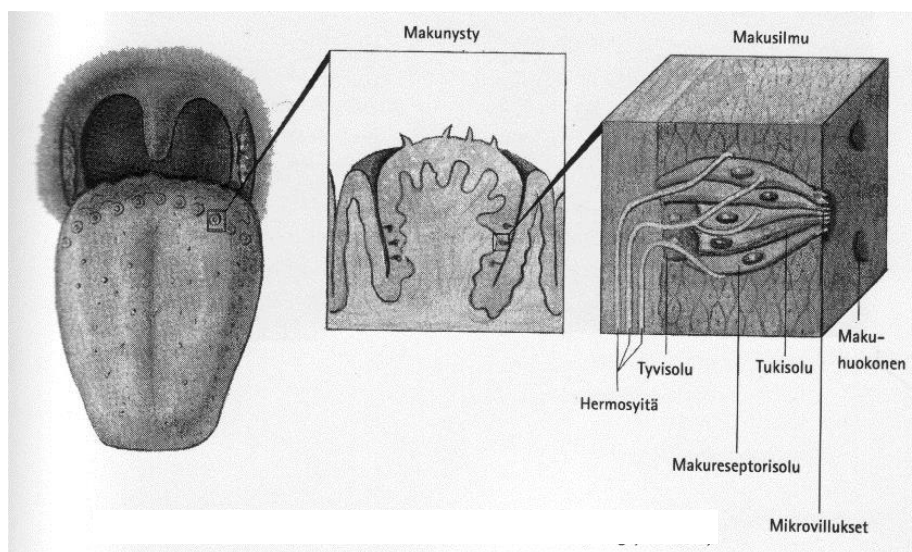 Makunysty
Makusilmu
Maku-
huokonen
Tyvisolu
Tukisolu
Hermosyitä
Makureseptorisolu
Mikrovillukset